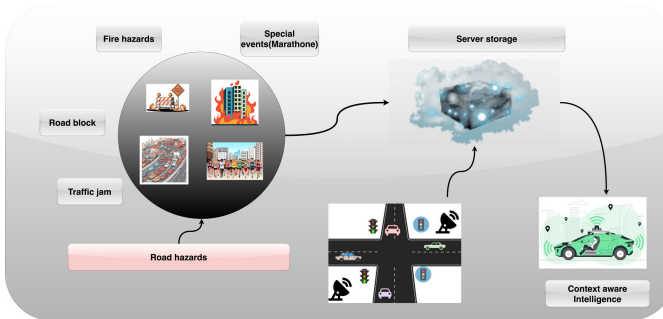 Fire hazards
Special
events(Marathone)
Server storage
Road block
Traffic jam
Road hazards
Context aware
Intelligence